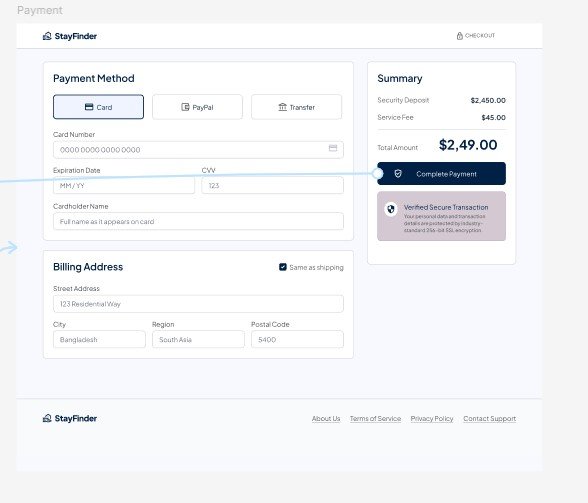 Payment
StayFinder
CHECKOUT
Payment Method
Card
PayPal
Transfer
Card Number
0000 0000 0000 0000
Expiration Date
CVV
MM / YY
123
Cardholder Name
Full name as it appears on card
Billing Address
Same as shipping
Street Address
123 Residential Way
City
Region
Postal Code
Bangladesh
South Asia
5400
Summary
Security Deposit
$2,450.00
Service Fee
$45.00
Total Amount
$2,49.00
Complete Payment
Verified Secure Transaction
Your personal data and transaction
details are protected by industry-
standard 256-bit SSL encryption.
StayFinder
About Us
Terms of Service
Privacy Policy
Contact Support